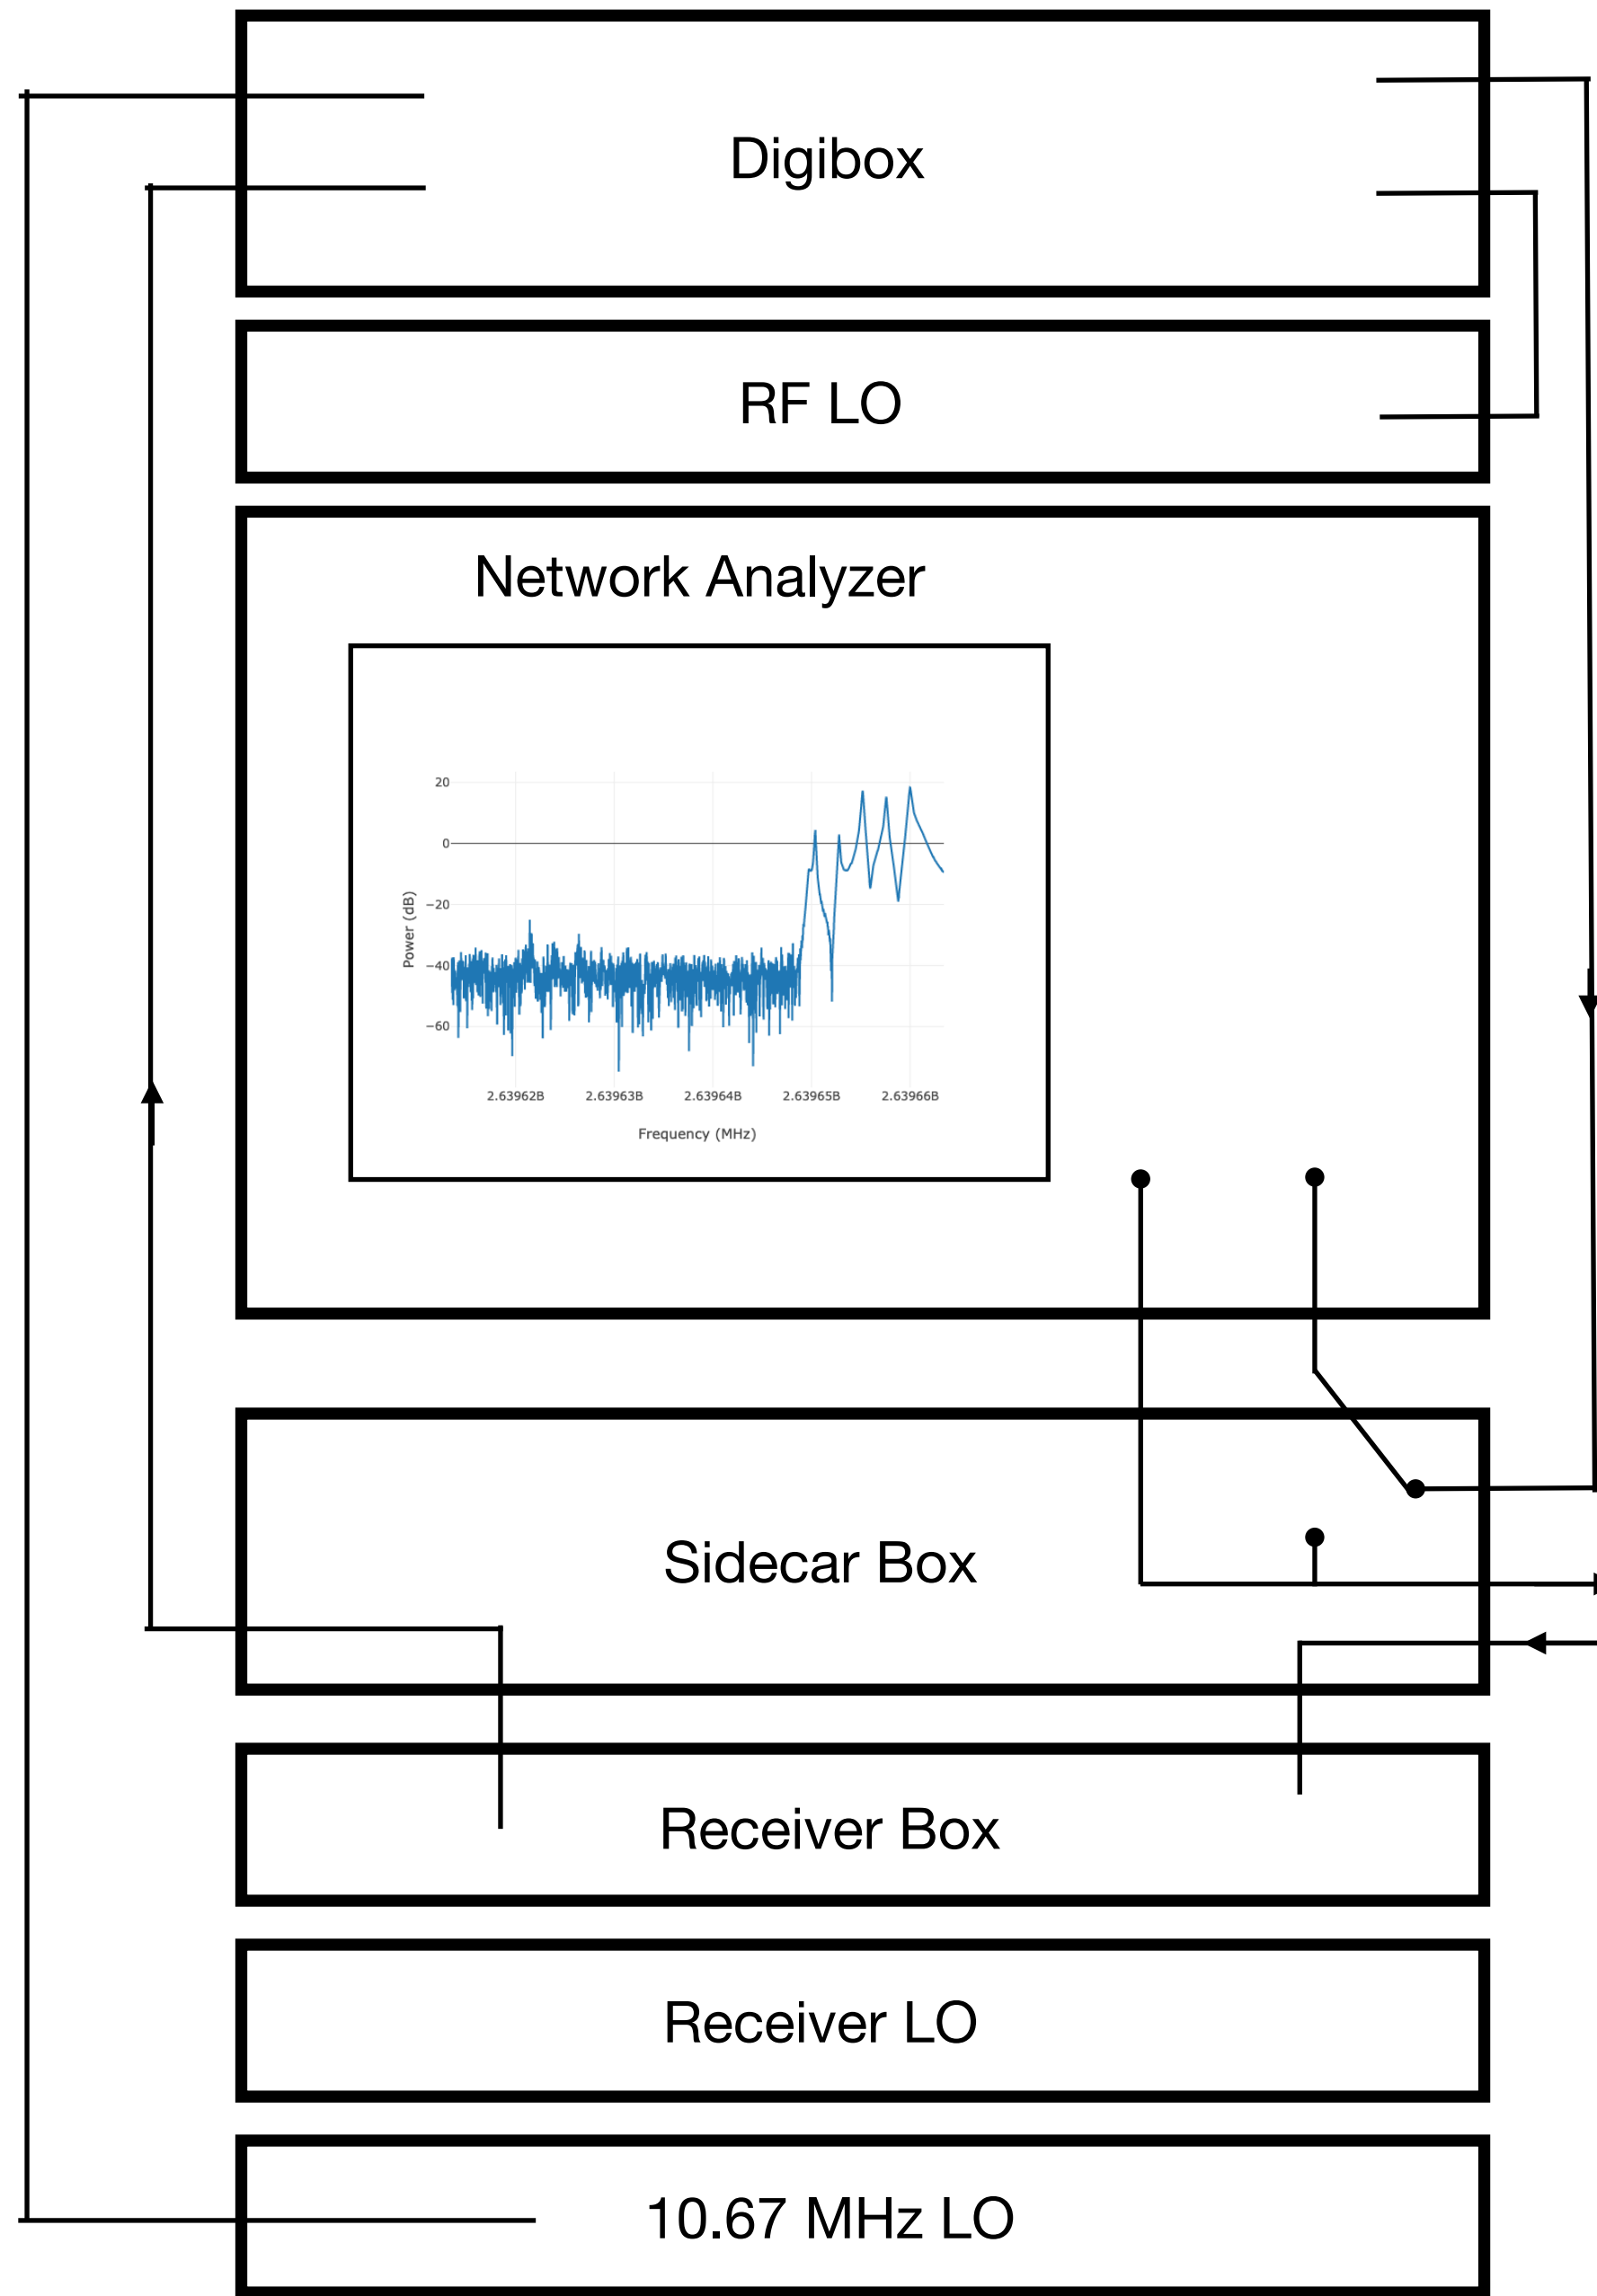 Digibox
RF LO
Network Analyzer
20
0
−20
−40
−60
Power (dB)
2.63962B
2.63963B
2.63964B
2.63965B
2.63966B
Frequency (MHz)
Sidecar Box
Receiver Box
Receiver LO
10.67 MHz LO